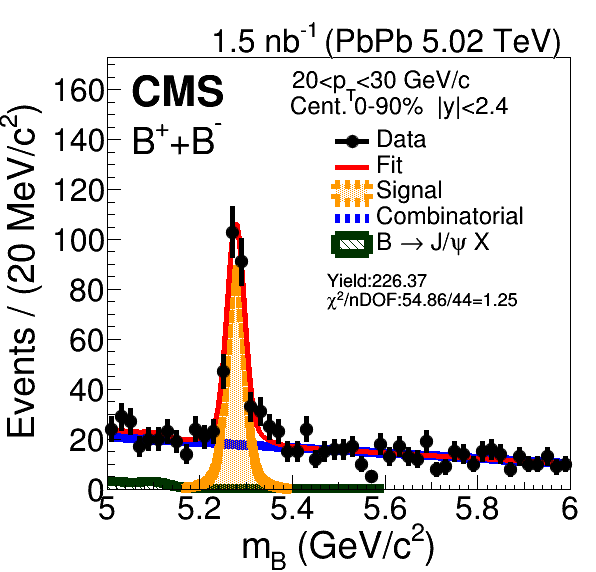 1.5 nb⁻¹ (PbPb 5.02 TeV)
CMS
B⁺+B⁻
20<p_T<30 GeV/c
Cent. 0-90% |y|<2.4
Data
Fit
Signal
Combinatorial
B → J/ψ X
Yield:226.37
χ²/nDOF:54.86/44=1.25
Events / (20 MeV/c²)
160
140
120
100
80
60
40
20
0
5 5.2 5.4 5.6 5.8 6
m_B (GeV/c²)